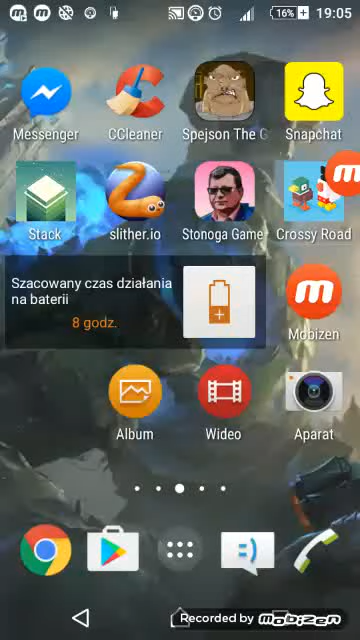 16%
19:05
Messenger
CCleaner
Spejson The G
Snapchat
Stack
slither.io
Stonoga Game
Crossy Road
Szacowany czas działania
na baterii
8 godz.
Mobizen
Album
Wideo
Aparat
Recorded by mobizen